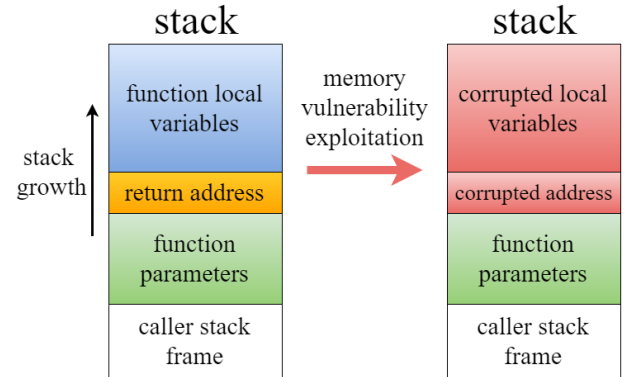 stack
function local
variables
return address
function
parameters
caller stack
frame
stack
growth
memory
vulnerability
exploitation
stack
corrupted local
variables
corrupted address
function
parameters
caller stack
frame